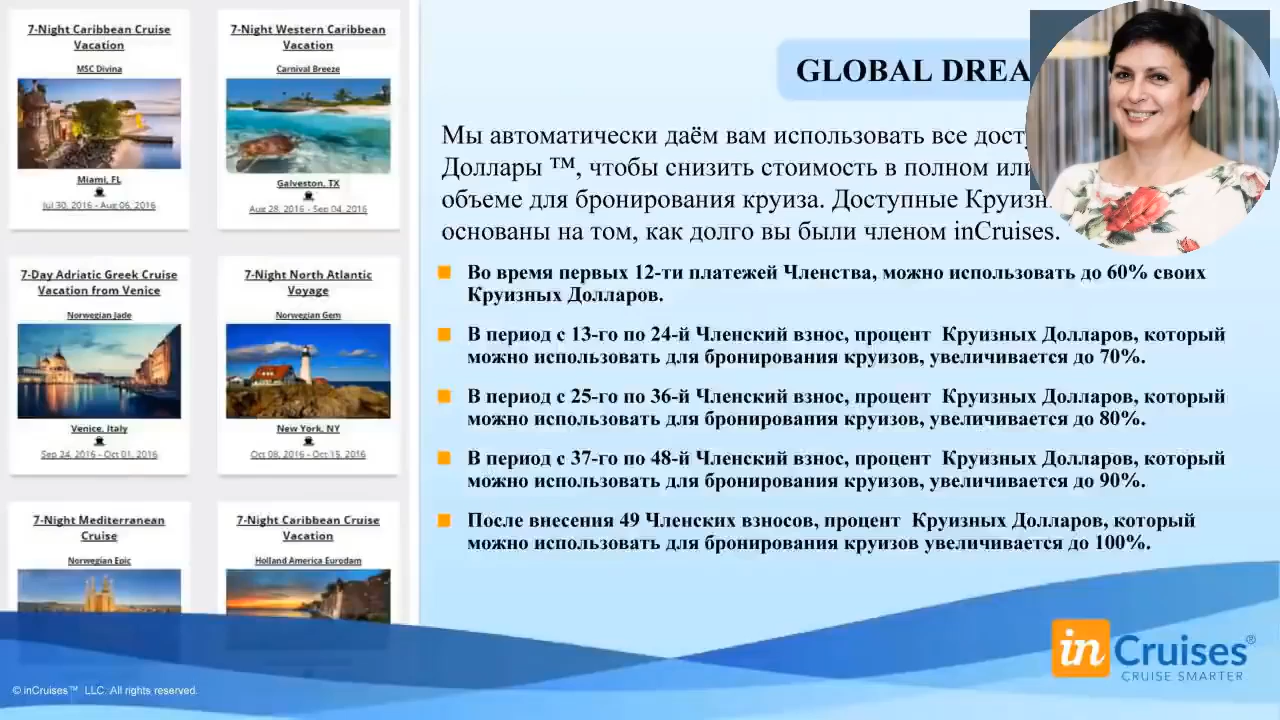 7-Night Caribbean Cruise
Vacation
MSC Divina
Miami, FL
Jul 30, 2016 - Aug 06, 2016
7-Night Western Caribbean
Vacation
Carnival Breeze
Galveston, TX
Aug 28, 2016 - Sep 04, 2016
7-Day Adriatic Greek Cruise
Vacation from Venice
Norwegian Jade
Venice, Italy
Sep 24, 2016 - Oct 01, 2016
7-Night North Atlantic
Voyage
Norwegian Gem
New York, NY
Oct 08, 2016 - Oct 15, 2016
7-Night Mediterranean
Cruise
Norwegian Epic
7-Night Caribbean Cruise
Vacation
Holland America Eurodam
GLOBAL
Мы автоматически даём вам использовать все
Доллары ™, чтобы снизить стоимость в полном или
объеме для бронирования круиза. Доступные
основаны на том, как долго вы были членом inCruises.
Во время первых 12-ти платежей Членства, можно использовать до 60% своих
Круизных Долларов.
В период с 13-го по 24-й Членский взнос, процент Круизных Долларов, который
можно использовать для бронирования круизов, увеличивается до 70%.
В период с 25-го по 36-й Членский взнос, процент Круизных Долларов, который
можно использовать для бронирования круизов, увеличивается до 80%.
В период с 37-го по 48-й Членский взнос, процент Круизных Долларов, который
можно использовать для бронирования круизов, увеличивается до 90%.
После внесения 49 Членских взносов, процент Круизных Долларов, который
можно использовать для бронирования круизов увеличивается до 100%.
in Cruises®
CRUISE SMARTER
© inCruises™ LLC. All rights reserved.